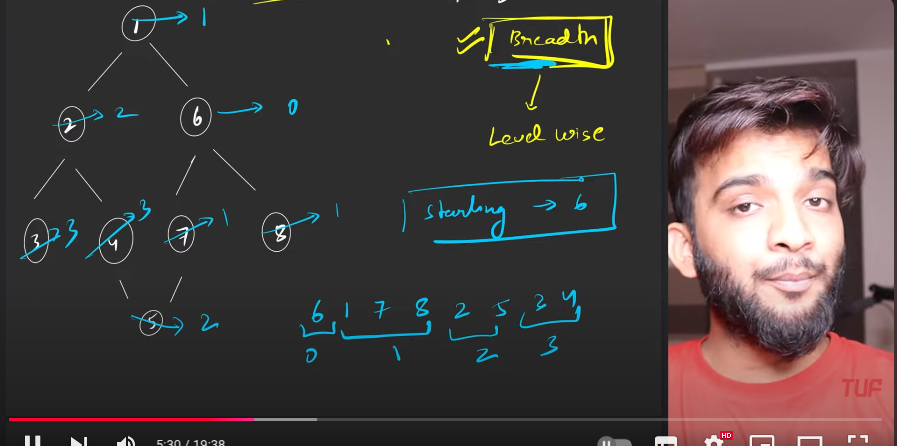 1 → 1
Breadth
2 → 2
6 → 0
Level wise
3 → 3
4 → 3
7 → 1
8 → 1
starting → 6
5 → 2
6 1 7 8 2 5 3 4
0 1 2 3
TUF
5:30 / 19:38
HD